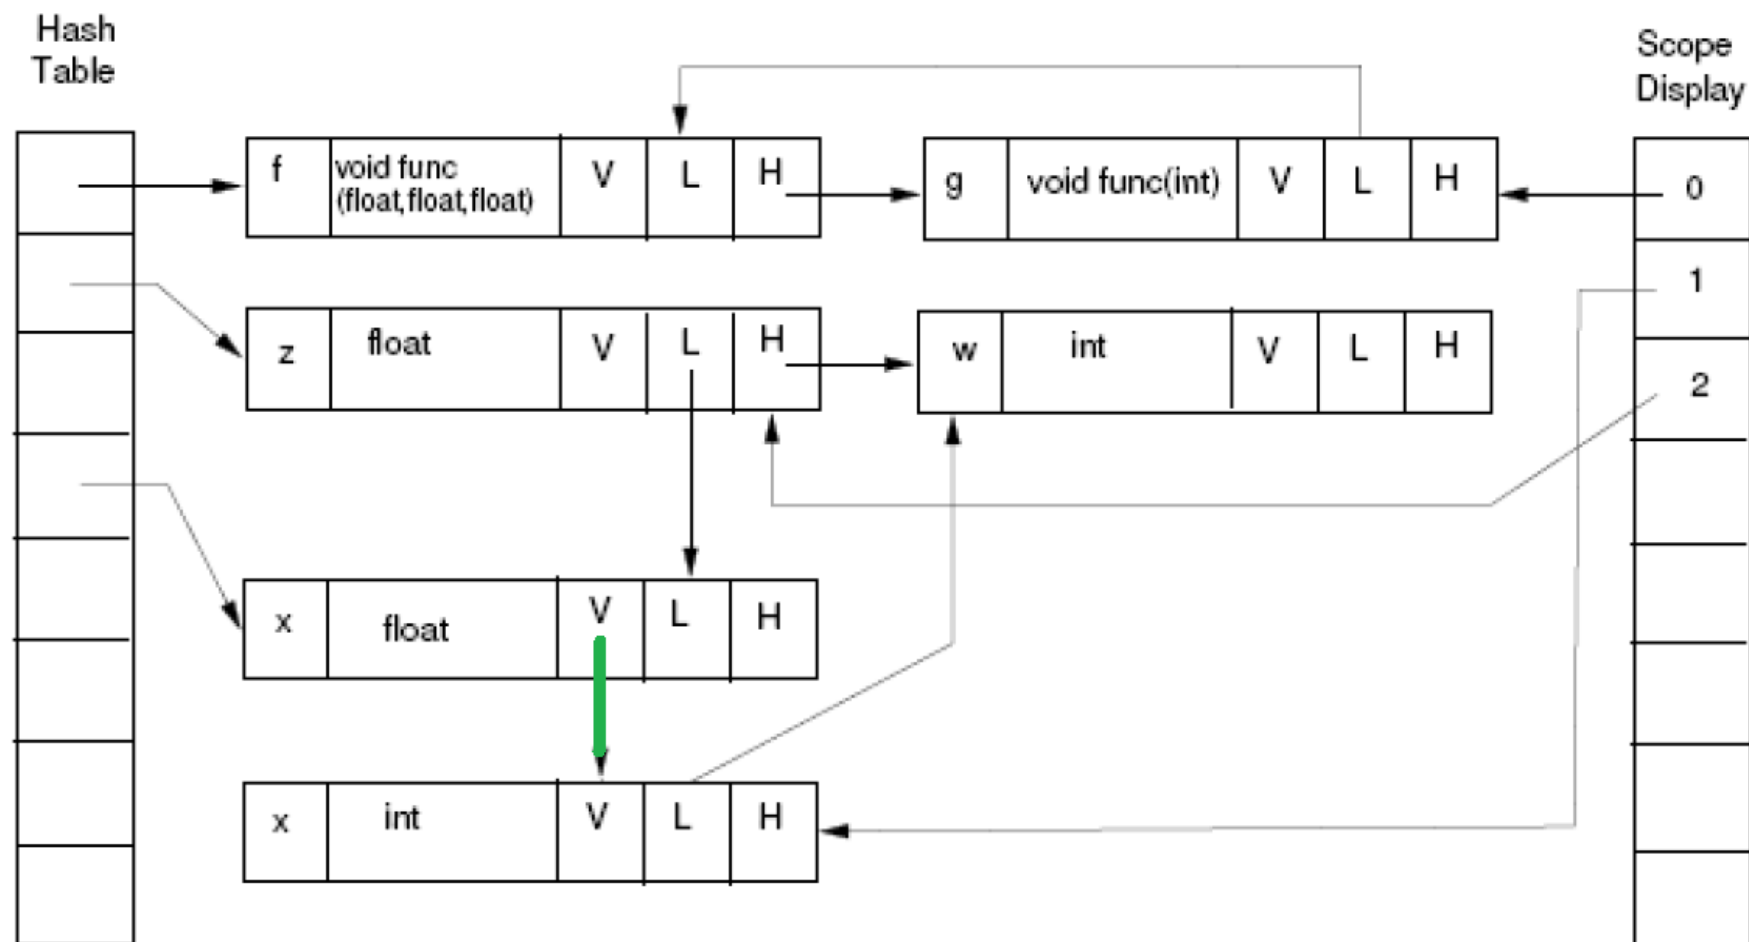 Hash
Table
Scope
Display
f void func
(float,float,float) V L H
g void func(int) V L H
0
1
z float V L H
w int V L H
2
x float V L H
x int V L H